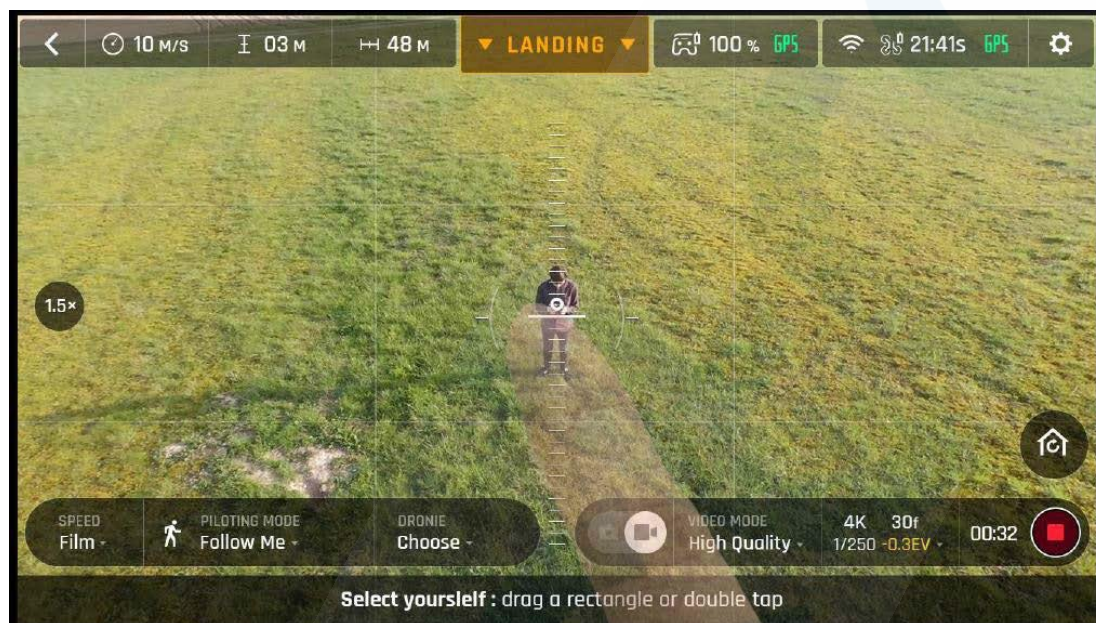 10 M/S 03 M 48 M LANDING 100 % GPS 21:41s GPS
1.5×
SPEED PILOTING MODE DRONIE VIDEO MODE 4K 30f
Film Follow Me Choose High Quality 1/250 -0.3EV 00:32
Select yourslelf : drag a rectangle or double tap